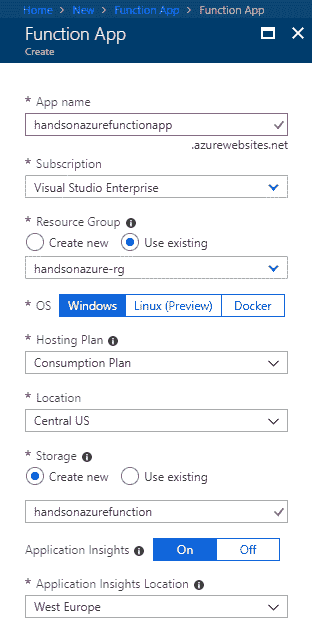 Home > New > Function App > Function App
Function App
Create
* App name
handsonazurefunctionapp
.azurewebsites.net
* Subscription
Visual Studio Enterprise
* Resource Group
Create new Use existing
handsonazure-rg
* OS Windows Linux (Preview) Docker
* Hosting Plan
Consumption Plan
* Location
Central US
* Storage
Create new Use existing
handsonazurefunction
Application Insights On Off
* Application Insights Location
West Europe